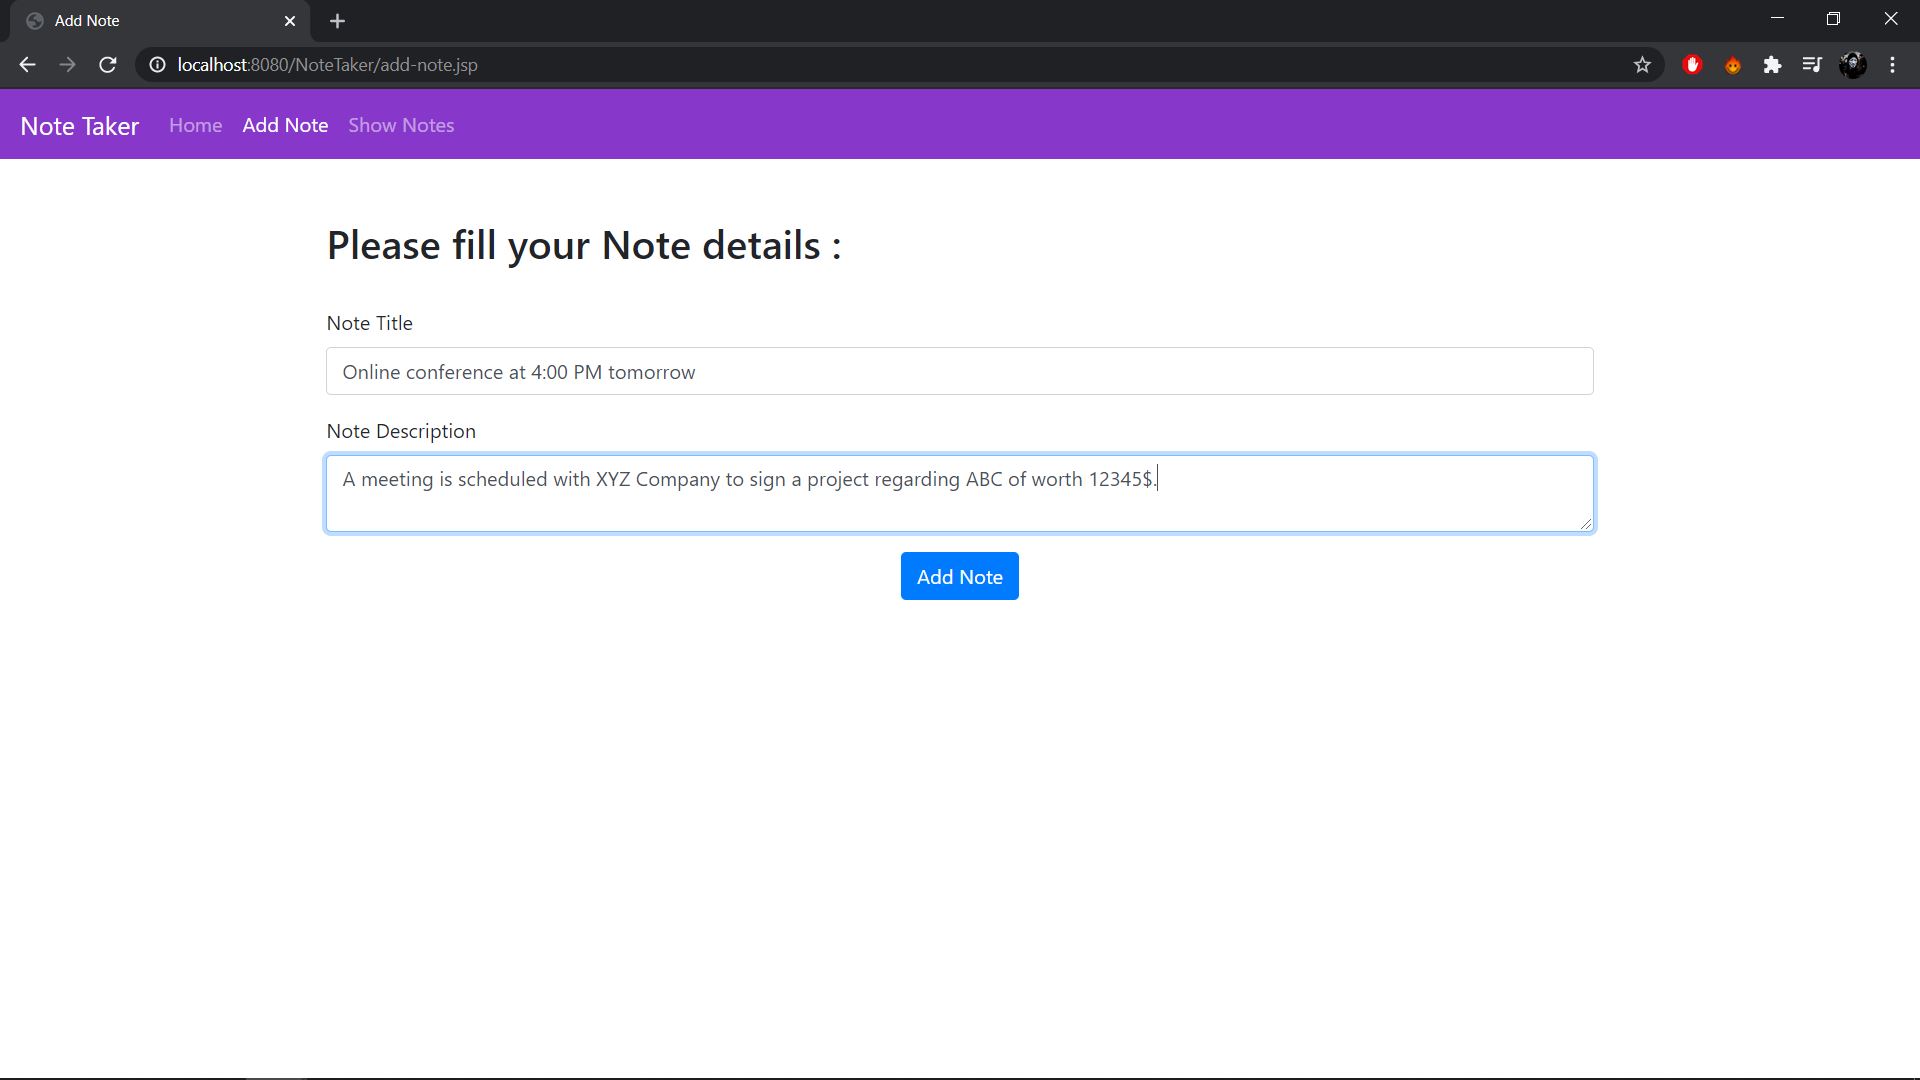 Add Note
localhost:8080/NoteTaker/add-note.jsp
Note Taker Home Add Note Show Notes
Please fill your Note details :
Note Title
Online conference at 4:00 PM tomorrow
Note Description
A meeting is scheduled with XYZ Company to sign a project regarding ABC of worth 12345$.
Add Note